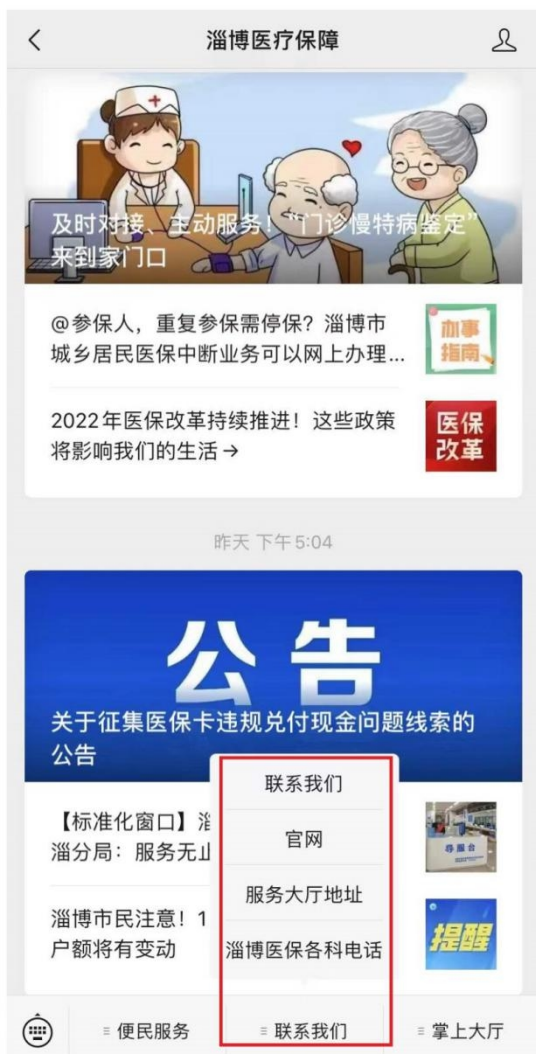 淄博医疗保障
及时对接、主动服务！“门诊慢特病鉴定”
来到家门口
@参保人，重复参保需停保？淄博市
城乡居民医保中断业务可以网上办理...
办事
指南
2022年医保改革持续推进！这些政策
将影响我们的生活→
医保
改革
昨天 下午5:04
公告
关于征集医保卡违规兑付现金问题线索的
公告
【标准化窗口】淄
淄分局：服务无止
导服台
淄博市民注意！1
户额将有变动
提醒
联系我们
官网
服务大厅地址
淄博医保各科电话
便民服务
联系我们
掌上大厅